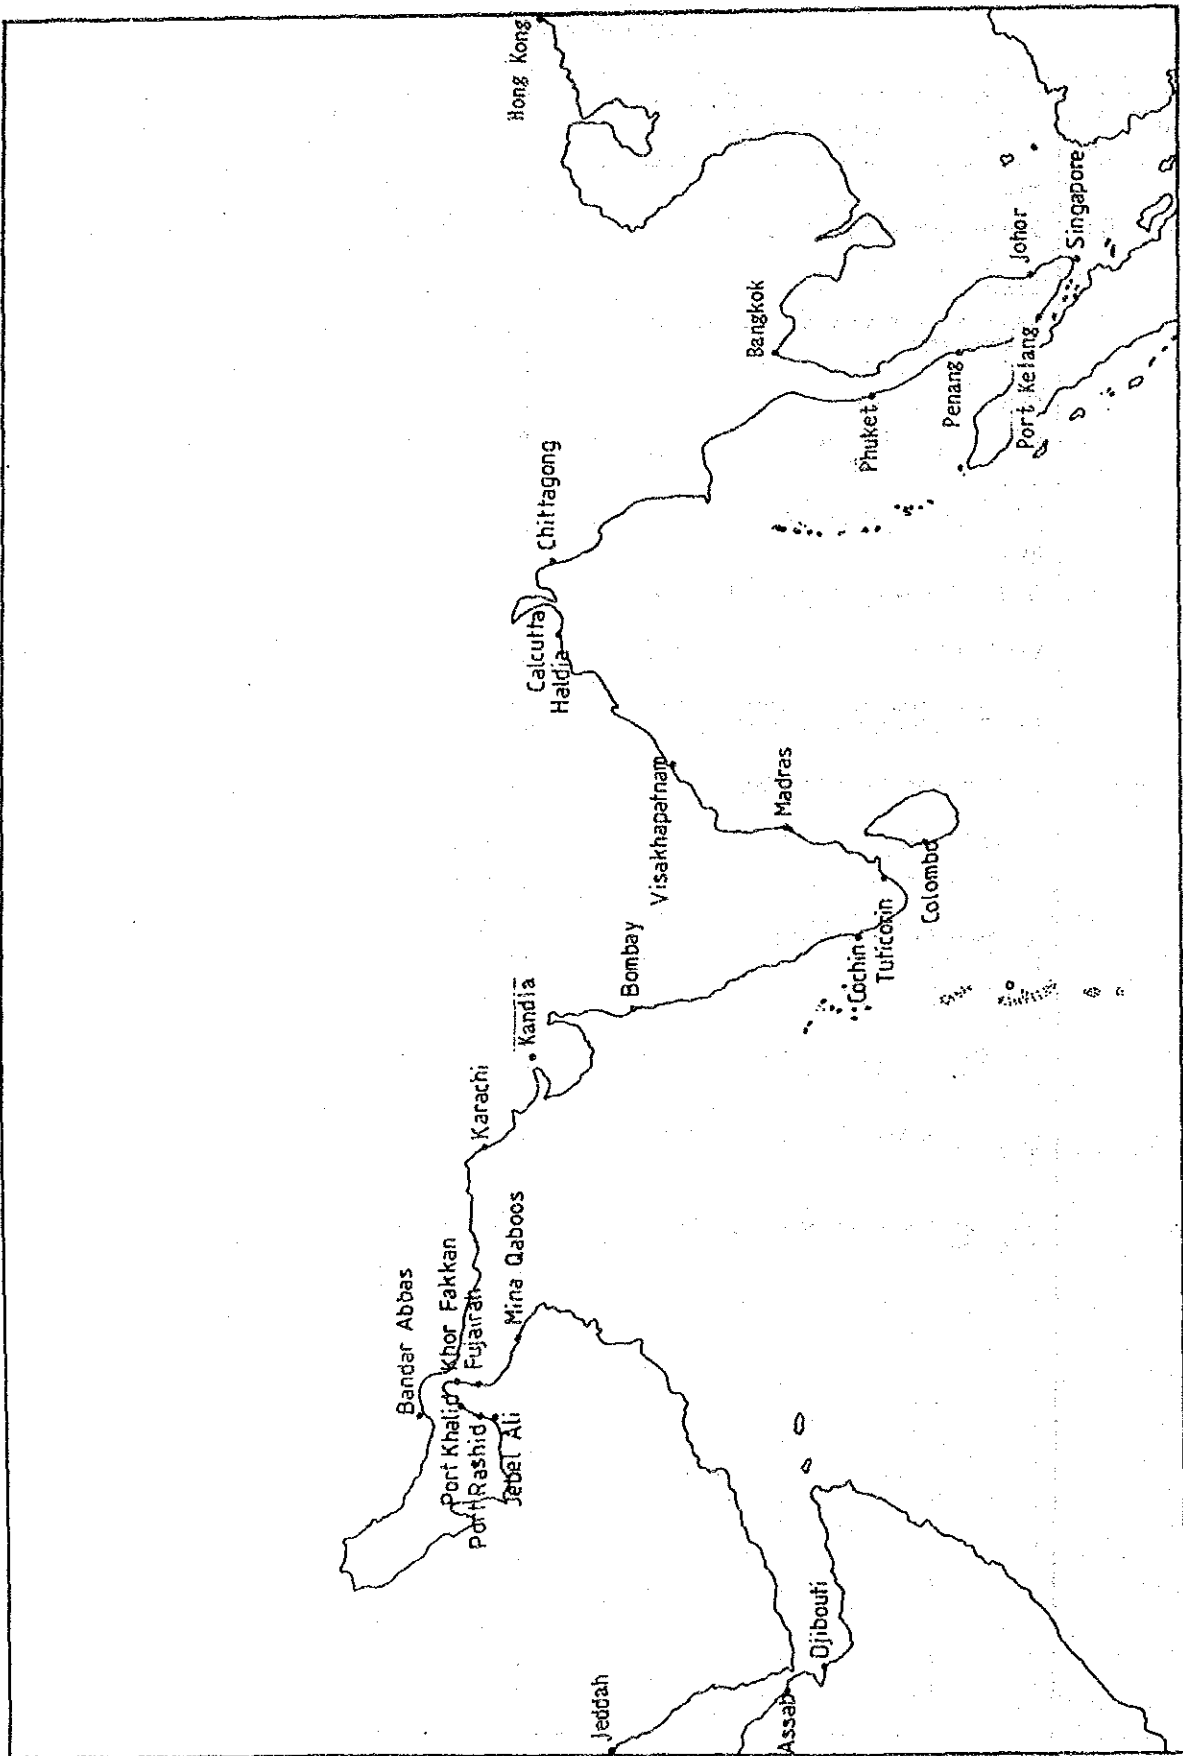 Hong Kong
Bangkok
Johor
Singapore
Phuket
Penang
Port Kelang
Chittagong
Calcutta
Haldia
Visakhapatnam
Madras
Colombo
Tuticorin
Cochin
Bombay
Kandla
Karachi
Mina Qaboos
Bandar Abbas
Khor Fakkan
Fujairah
Port Khalid
Port Rashid
Jebel Ali
Jeddah
Assab
Djibouti